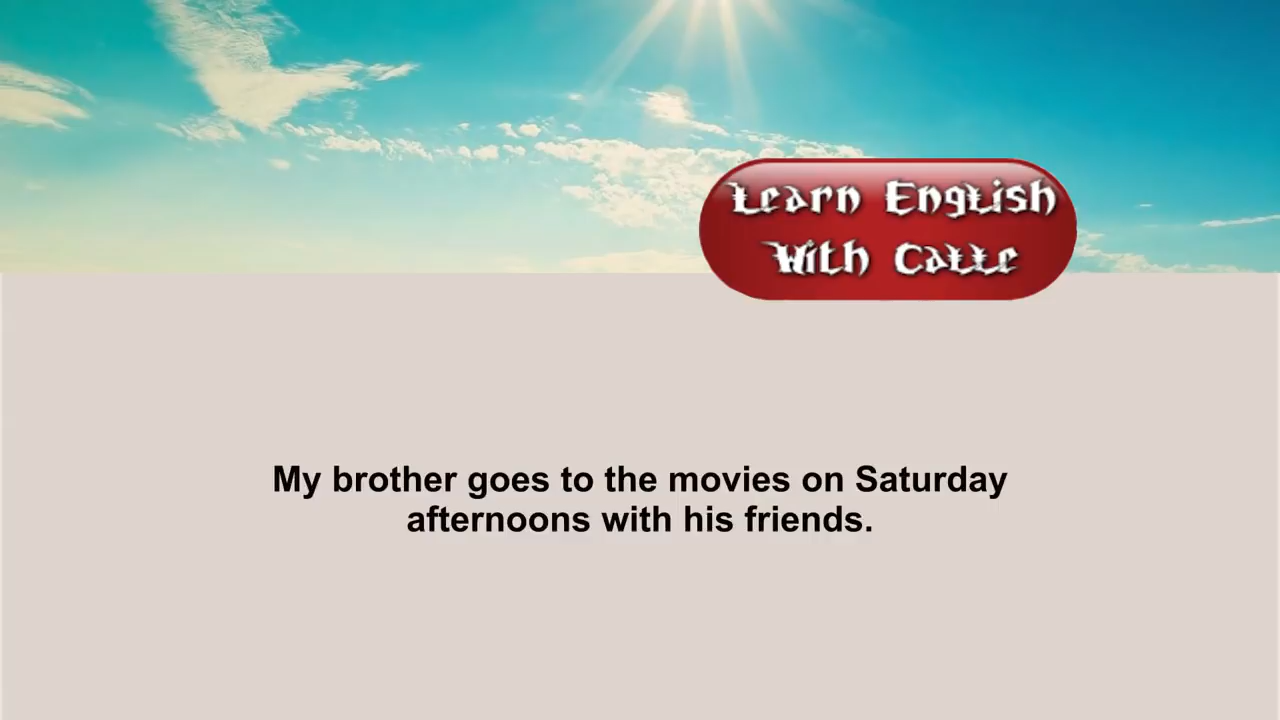 Learn English
With Calle
My brother goes to the movies on Saturday
afternoons with his friends.